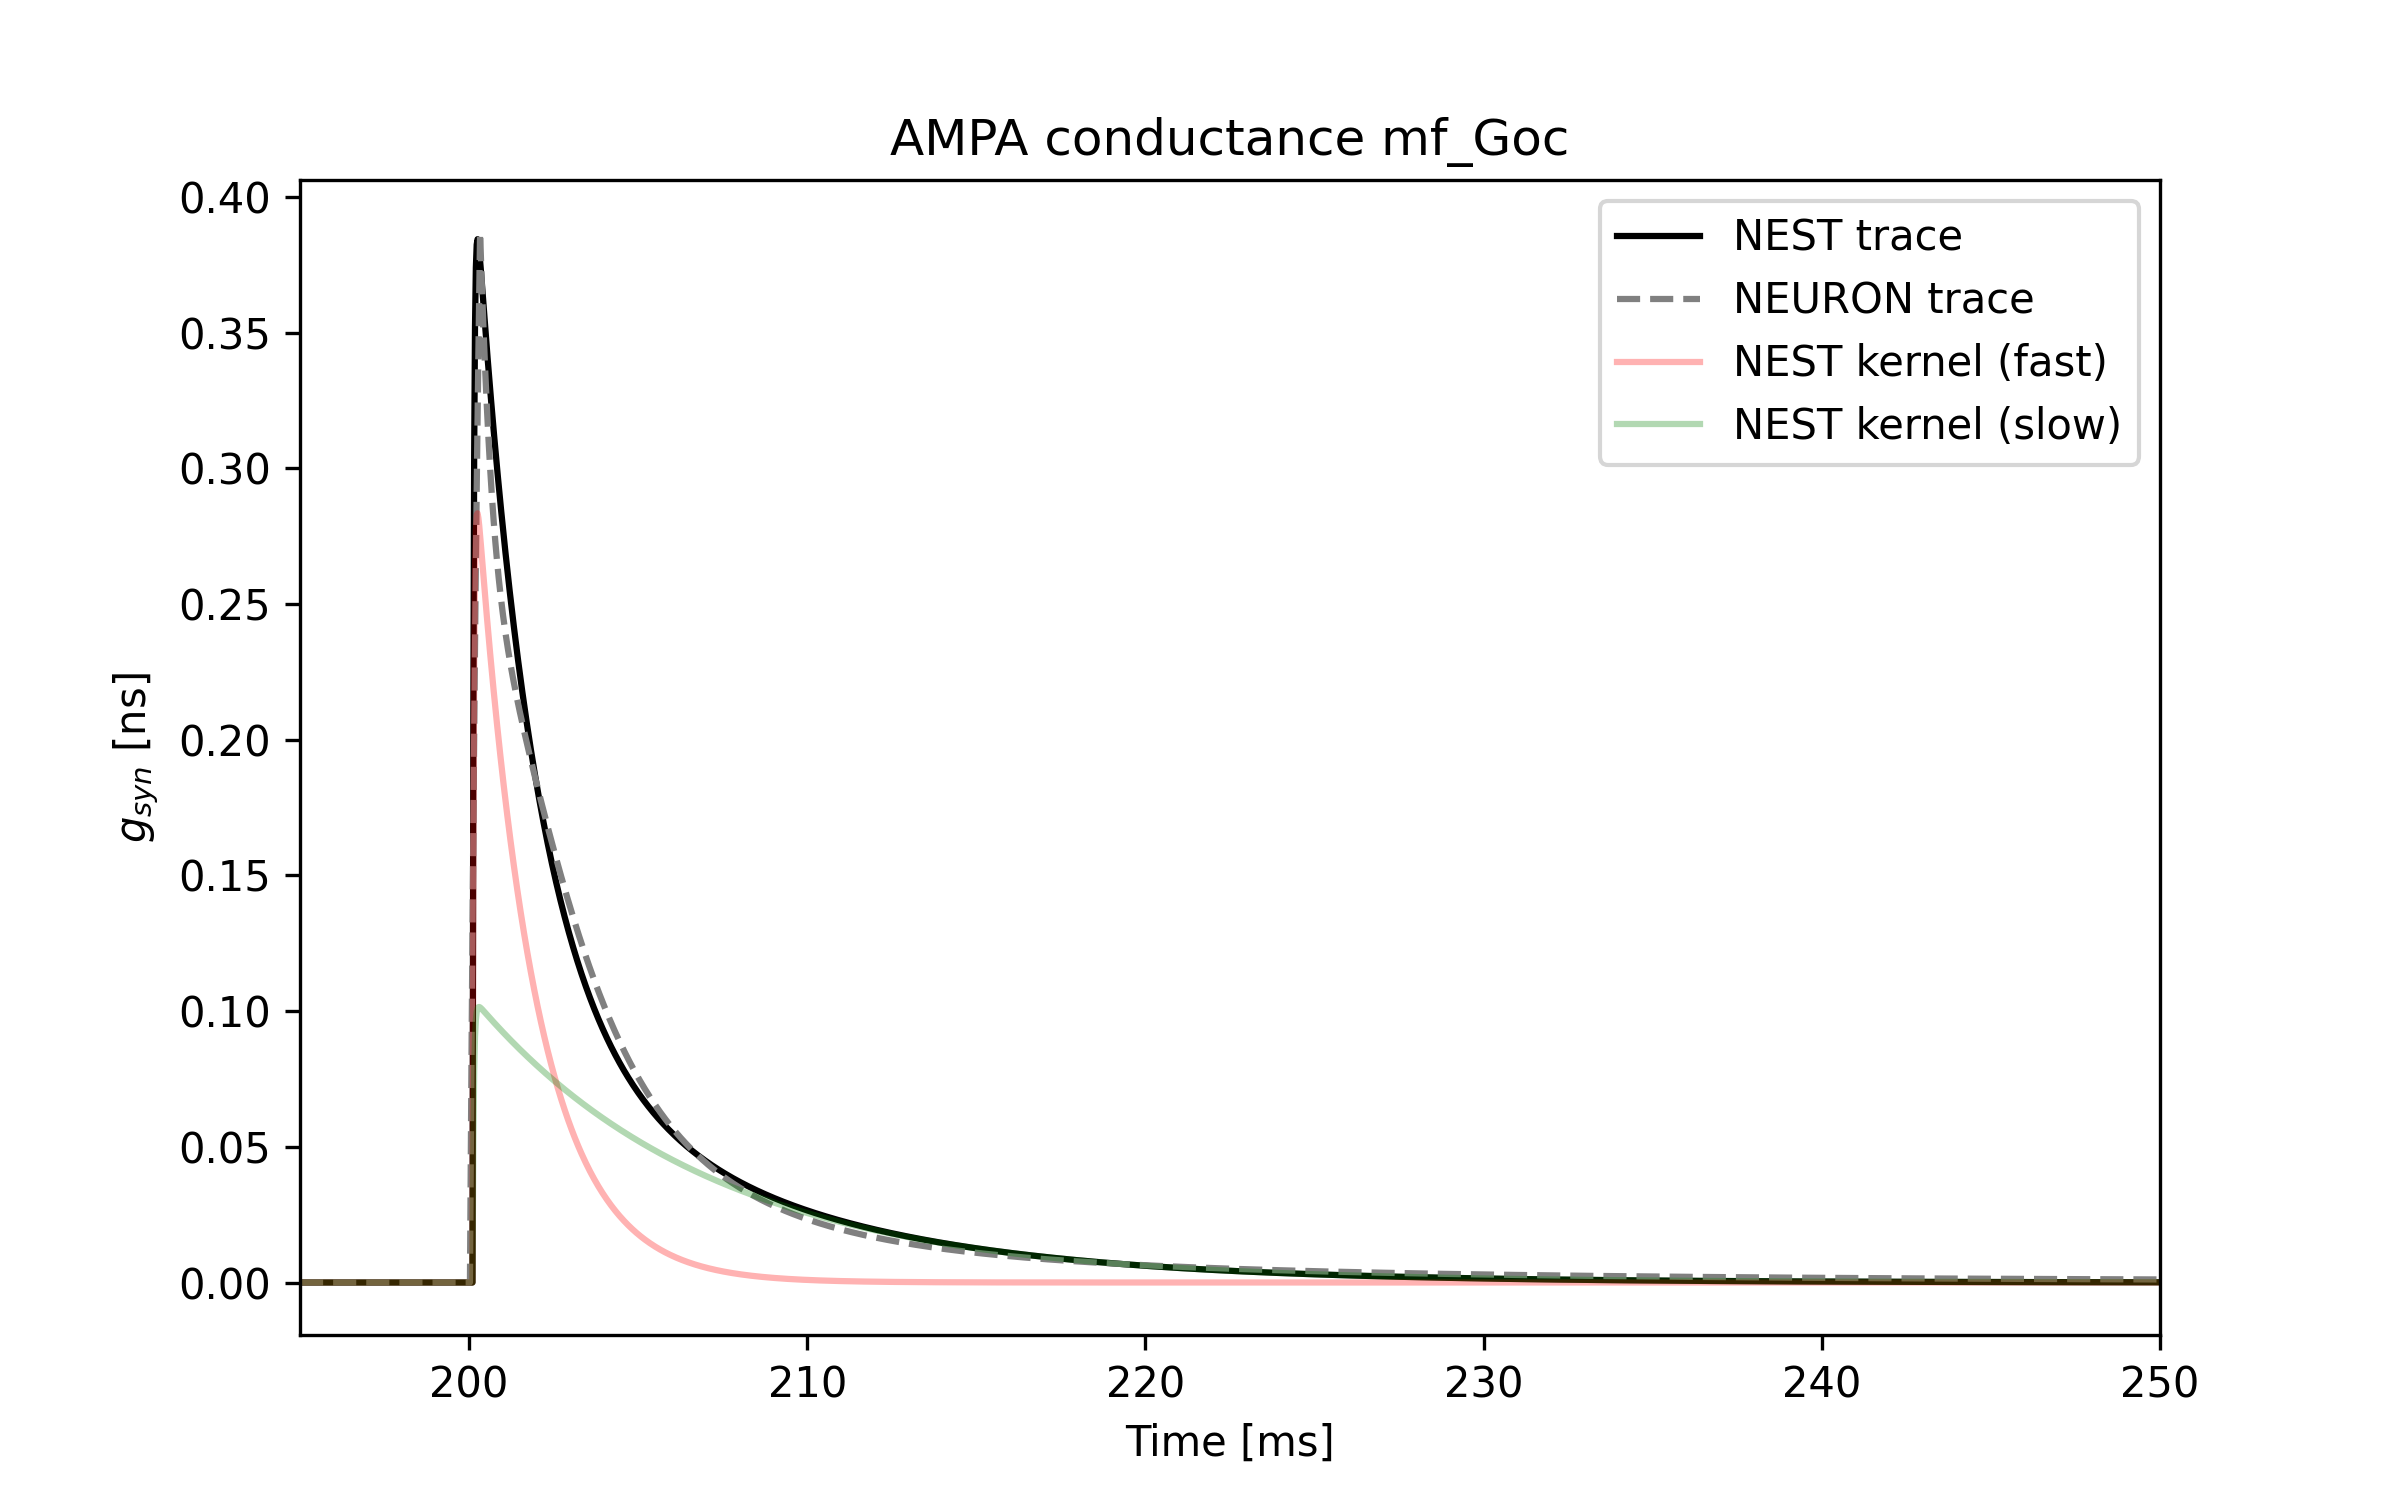 AMPA conductance mf_Goc
0.40
0.35
0.30
0.25
0.20
0.15
0.10
0.05
0.00
g_syn [ns]
NEST trace
NEURON trace
NEST kernel (fast)
NEST kernel (slow)
200 210 220 230 240 250
Time [ms]